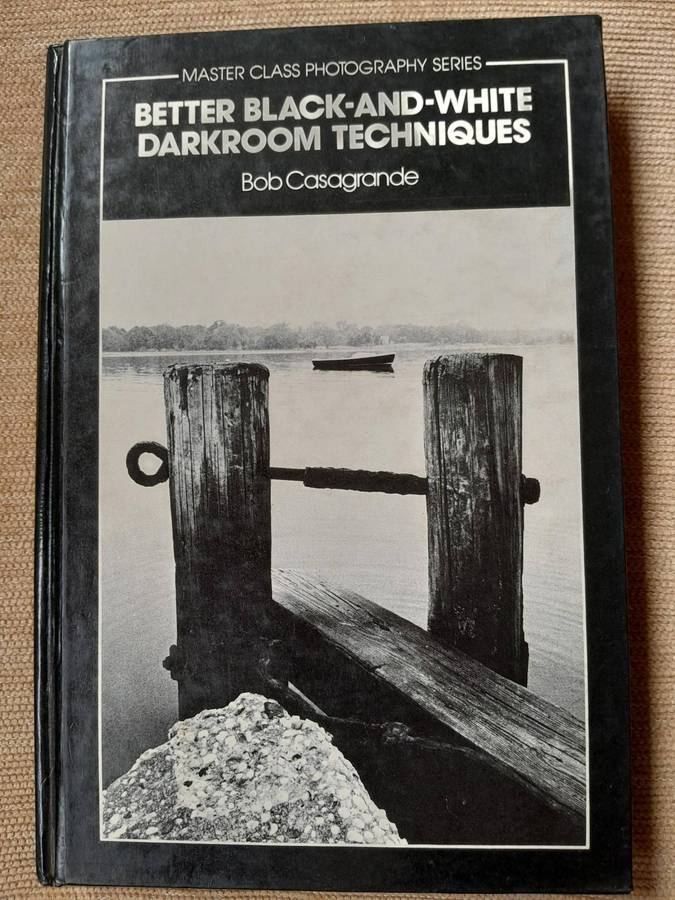 MASTER CLASS PHOTOGRAPHY SERIES
BETTER BLACK-AND-WHITE
DARKROOM TECHNIQUES
Bob Casagrande